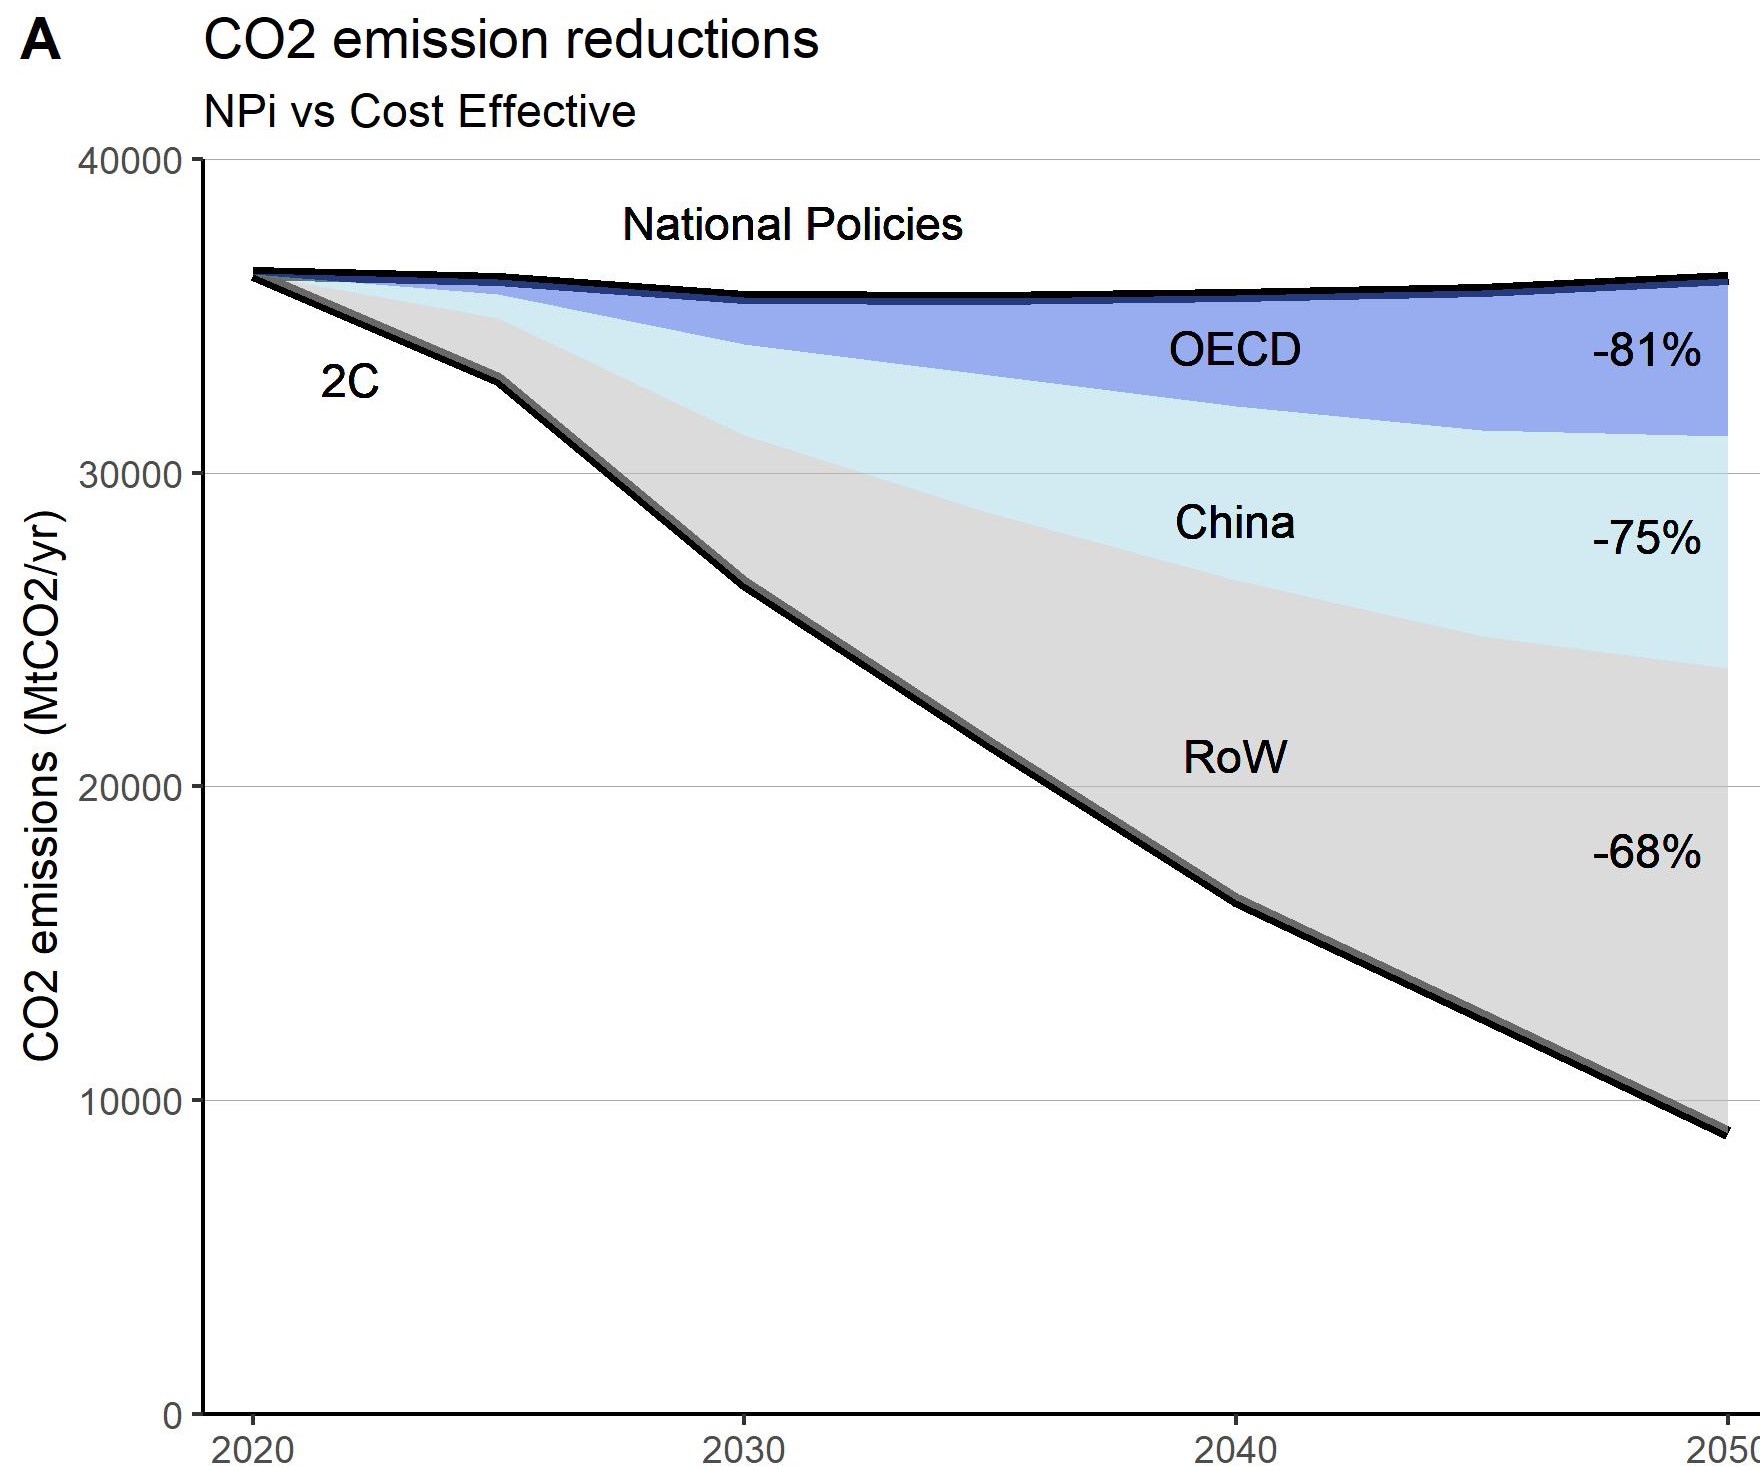 A
CO2 emission reductions
NPi vs Cost Effective
40000
National Policies
OECD
-81%
2C
30000
China
-75%
CO2 emissions (MtCO2/yr)
RoW
20000
-68%
10000
0
2020
2030
2040
2050